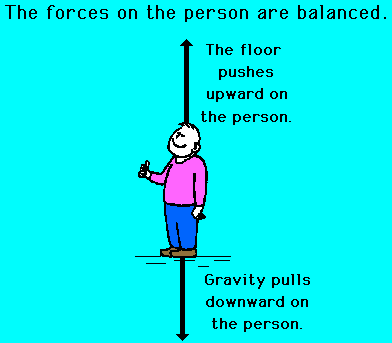 The forces on the person are balanced.
The floor
pushes
upward on
the person.
Gravity pulls
downward on
the person.